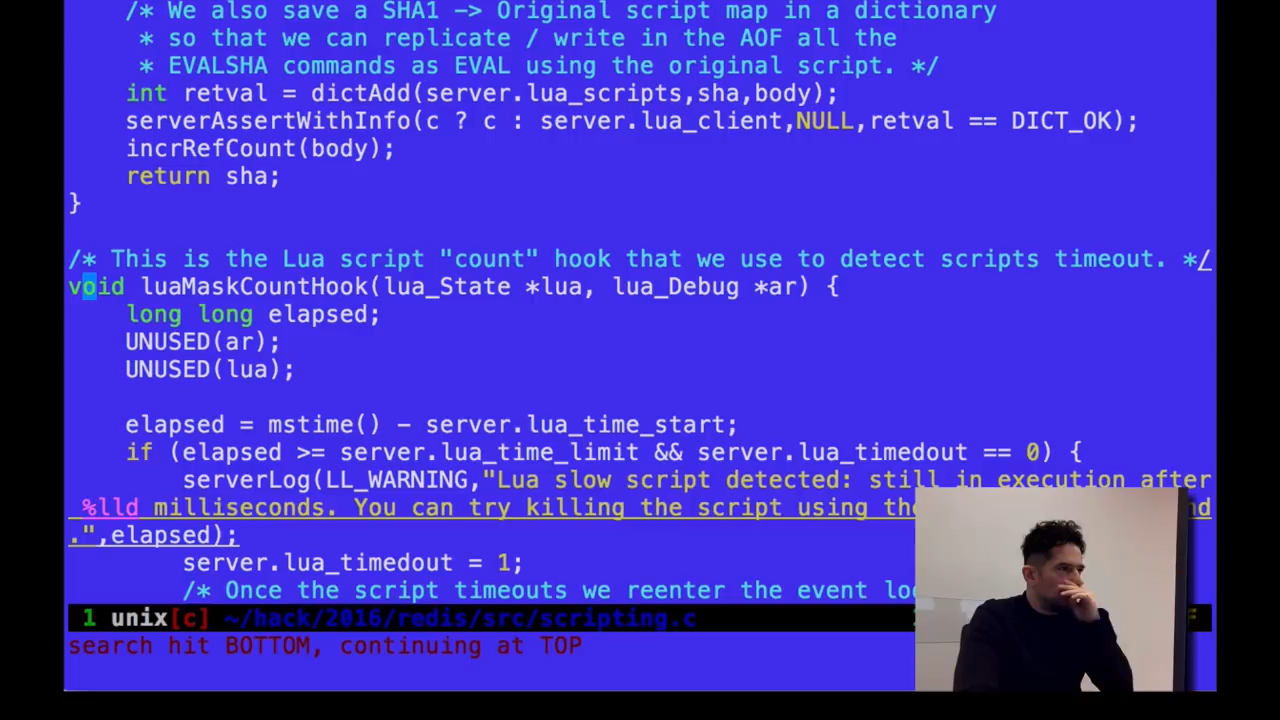 /* We also save a SHA1 -> Original script map in a dictionary
* so that we can replicate / write in the AOF all the
* EVALSHA commands as EVAL using the original script. */
int retval = dictAdd(server.lua_scripts,sha,body);
serverAssertWithInfo(c ? c : server.lua_client,NULL,retval == DICT_OK);
incrRefCount(body);
return sha;
}
/* This is the Lua script "count" hook that we use to detect scripts timeout. */
void luaMaskCountHook(lua_State *lua, lua_Debug *ar) {
long long elapsed;
UNUSED(ar);
UNUSED(lua);
elapsed = mstime() - server.lua_time_start;
if (elapsed >= server.lua_time_limit && server.lua_timedout == 0) {
serverLog(LL_WARNING,"Lua slow script detected: still in execution after
%lld milliseconds. You can try killing the script using the
.",elapsed);
server.lua_timedout = 1;
/* Once the script timeouts we reenter the event
1 unix[c] ~/hack/2016/redis/src/scripting.c
search hit BOTTOM, continuing at TOP